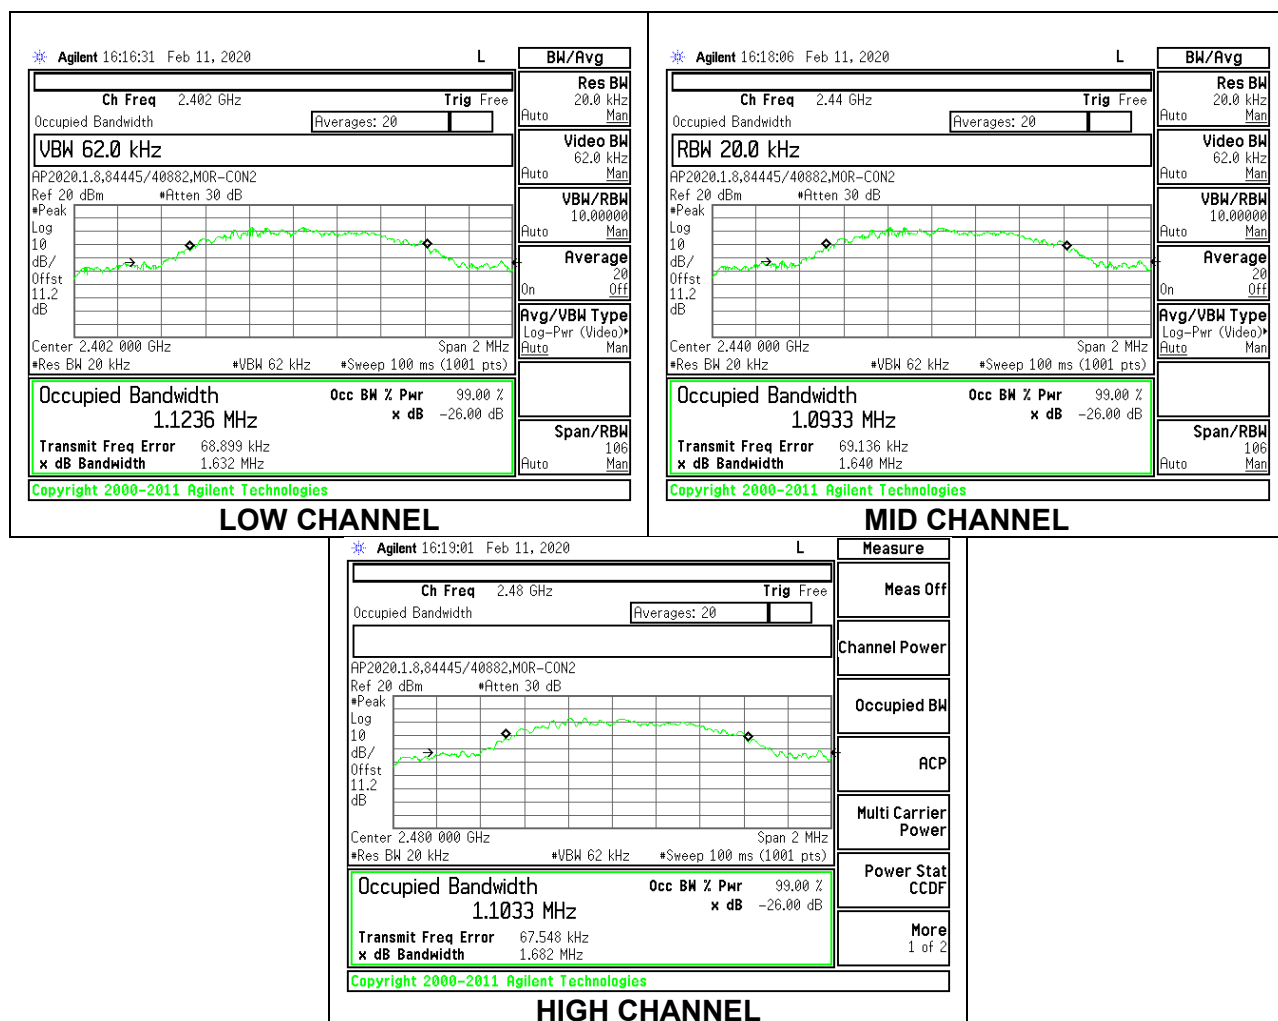 Agilent 16:16:31 Feb 11, 2020 L
Ch Freq 2.402 GHz Trig Free
Occupied Bandwidth Averages: 20
VBW 62.0 kHz
AP2020.1.8,84445/40882,MOR-CON2
Ref 20 dBm #Atten 30 dB
#Peak
Log
10
dB/
Offst
11.2
dB
Center 2.402 000 GHz Span 2 MHz
#Res BW 20 kHz #VBW 62 kHz #Sweep 100 ms (1001 pts)
Occupied Bandwidth Occ BW % Pwr 99.00 %
1.1236 MHz x dB -26.00 dB
Transmit Freq Error 68.899 kHz
x dB Bandwidth 1.632 MHz
Copyright 2000-2011 Agilent Technologies
BW/Avg
Res BW
20.0 kHz
Auto Man
Video BW
62.0 kHz
Auto Man
VBW/RBW
10.00000
Auto Man
Average
20
On Off
Avg/VBW Type
Log-Pwr (Video)
Auto Man
Span/RBW
106
Auto Man
LOW CHANNEL
Agilent 16:18:06 Feb 11, 2020 L
Ch Freq 2.44 GHz Trig Free
Occupied Bandwidth Averages: 20
RBW 20.0 kHz
AP2020.1.8,84445/40882,MOR-CON2
Ref 20 dBm #Atten 30 dB
#Peak
Log
10
dB/
Offst
11.2
dB
Center 2.440 000 GHz Span 2 MHz
#Res BW 20 kHz #VBW 62 kHz #Sweep 100 ms (1001 pts)
Occupied Bandwidth Occ BW % Pwr 99.00 %
1.0933 MHz x dB -26.00 dB
Transmit Freq Error 69.136 kHz
x dB Bandwidth 1.640 MHz
Copyright 2000-2011 Agilent Technologies
BW/Avg
Res BW
20.0 kHz
Auto Man
Video BW
62.0 kHz
Auto Man
VBW/RBW
10.00000
Auto Man
Average
20
On Off
Avg/VBW Type
Log-Pwr (Video)
Auto Man
Span/RBW
106
Auto Man
MID CHANNEL
Agilent 16:19:01 Feb 11, 2020 L
Ch Freq 2.48 GHz Trig Free
Occupied Bandwidth Averages: 20
AP2020.1.8,84445/40882,MOR-CON2
Ref 20 dBm #Atten 30 dB
#Peak
Log
10
dB/
Offst
11.2
dB
Center 2.480 000 GHz Span 2 MHz
#Res BW 20 kHz #VBW 62 kHz #Sweep 100 ms (1001 pts)
Occupied Bandwidth Occ BW % Pwr 99.00 %
1.1033 MHz x dB -26.00 dB
Transmit Freq Error 67.548 kHz
x dB Bandwidth 1.682 MHz
Copyright 2000-2011 Agilent Technologies
Measure
Meas Off
Channel Power
Occupied BW
ACP
Multi Carrier
Power
Power Stat
CCDF
More
1 of 2
HIGH CHANNEL